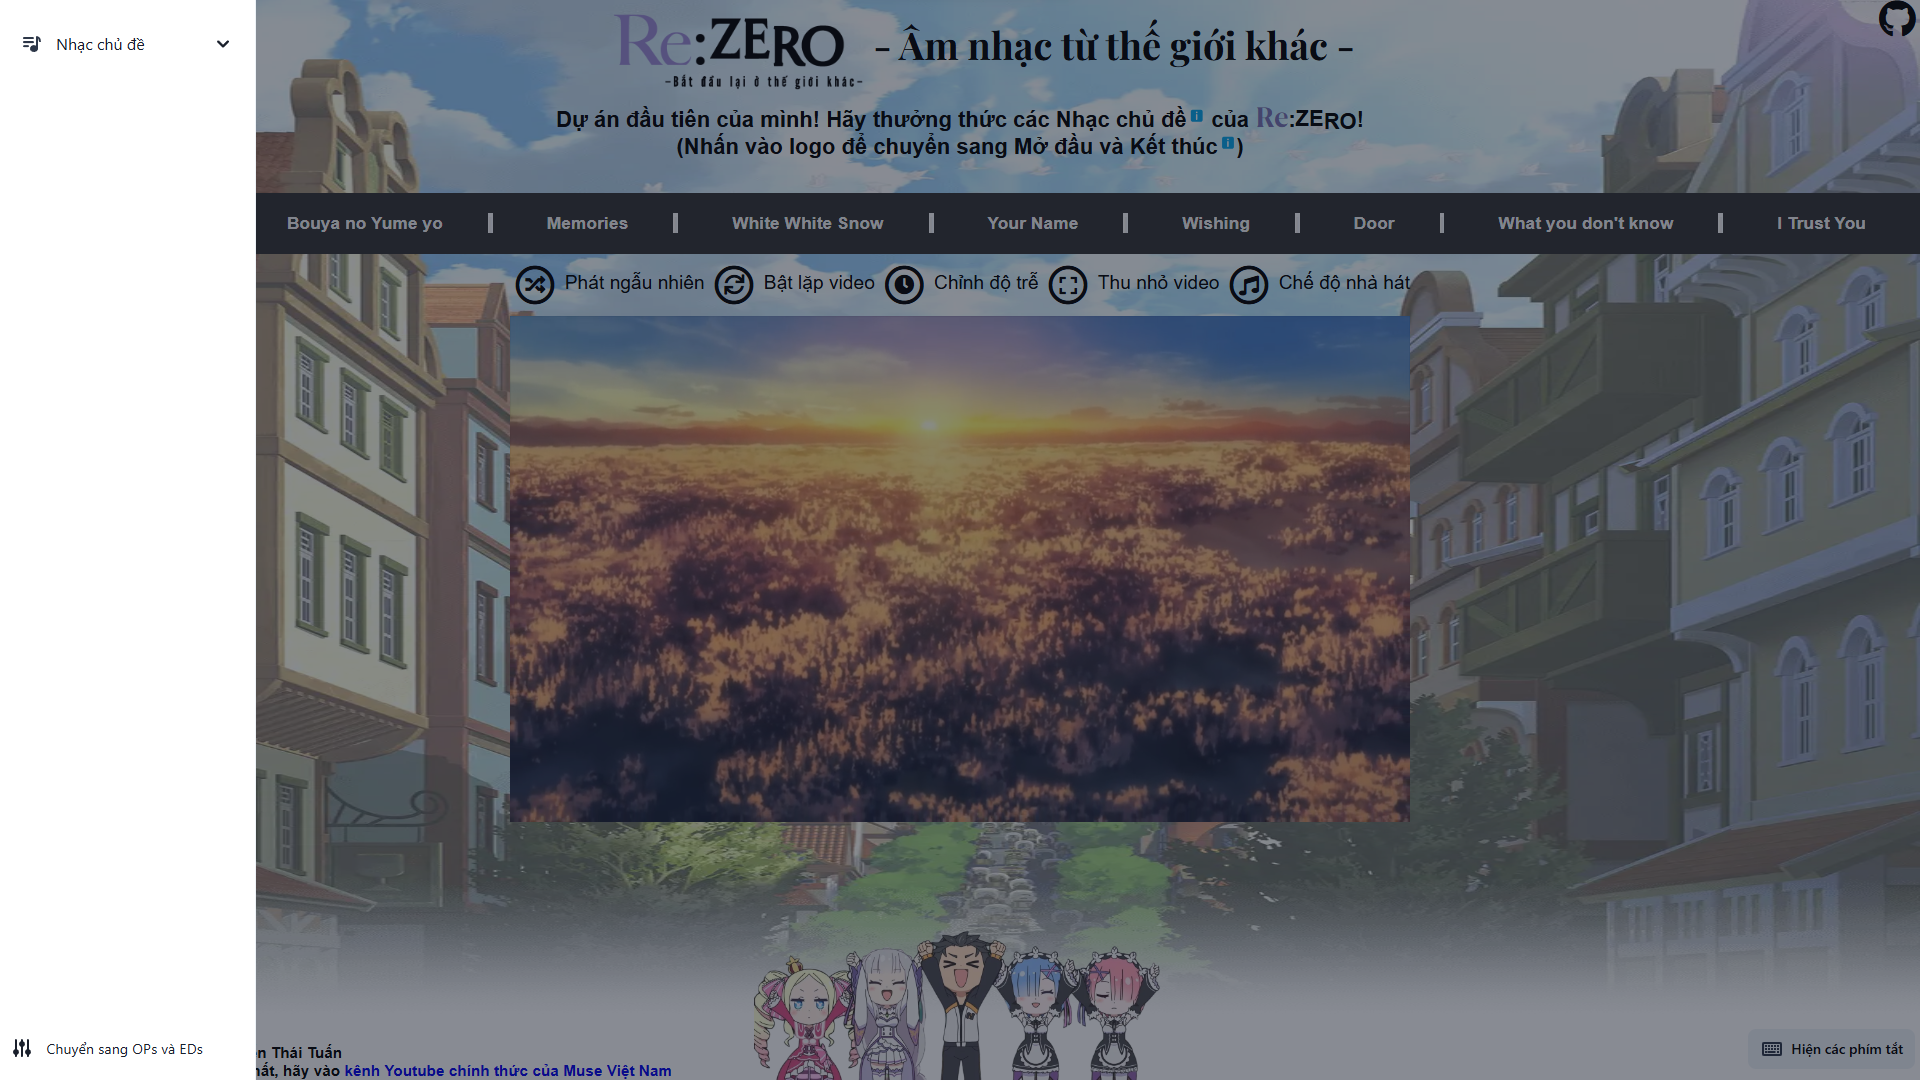 Nhạc chủ đề
Re:ZERO
-Bắt đầu lại ở thế giới khác-
- Âm nhạc từ thế giới khác -
Dự án đầu tiên của mình! Hãy thưởng thức các Nhạc chủ đề i của Re:ZERO!
(Nhấn vào logo để chuyển sang Mở đầu và Kết thúc i)
Bouya no Yume yo
Memories
White White Snow
Your Name
Wishing
Door
What you don't know
I Trust You
Phát ngẫu nhiên
Bật lặp video
Chỉnh độ trễ
Thu nhỏ video
Chế độ nhà hát
Chuyển sang OPs và EDs
Thái Tuấn
hãy vào kênh Youtube chính thức của Muse Việt Nam
Hiện các phím tắt